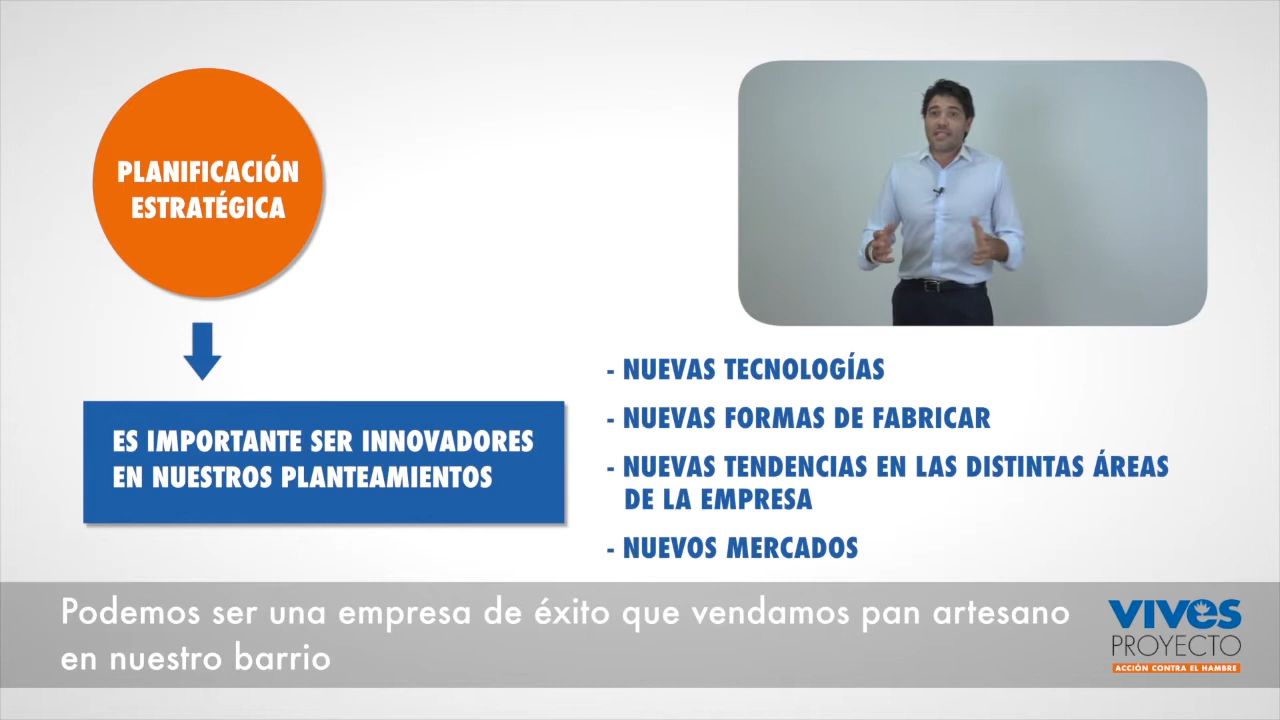 PLANIFICACIÓN
ESTRATÉGICA
ES IMPORTANTE SER INNOVADORES
EN NUESTROS PLANTEAMIENTOS
- NUEVAS TECNOLOGÍAS
- NUEVAS FORMAS DE FABRICAR
- NUEVAS TENDENCIAS EN LAS DISTINTAS ÁREAS
DE LA EMPRESA
- NUEVOS MERCADOS
Podemos ser una empresa de éxito que vendamos pan artesano
en nuestro barrio
VIVES
PROYECTO
ACCIÓN CONTRA EL HAMBRE